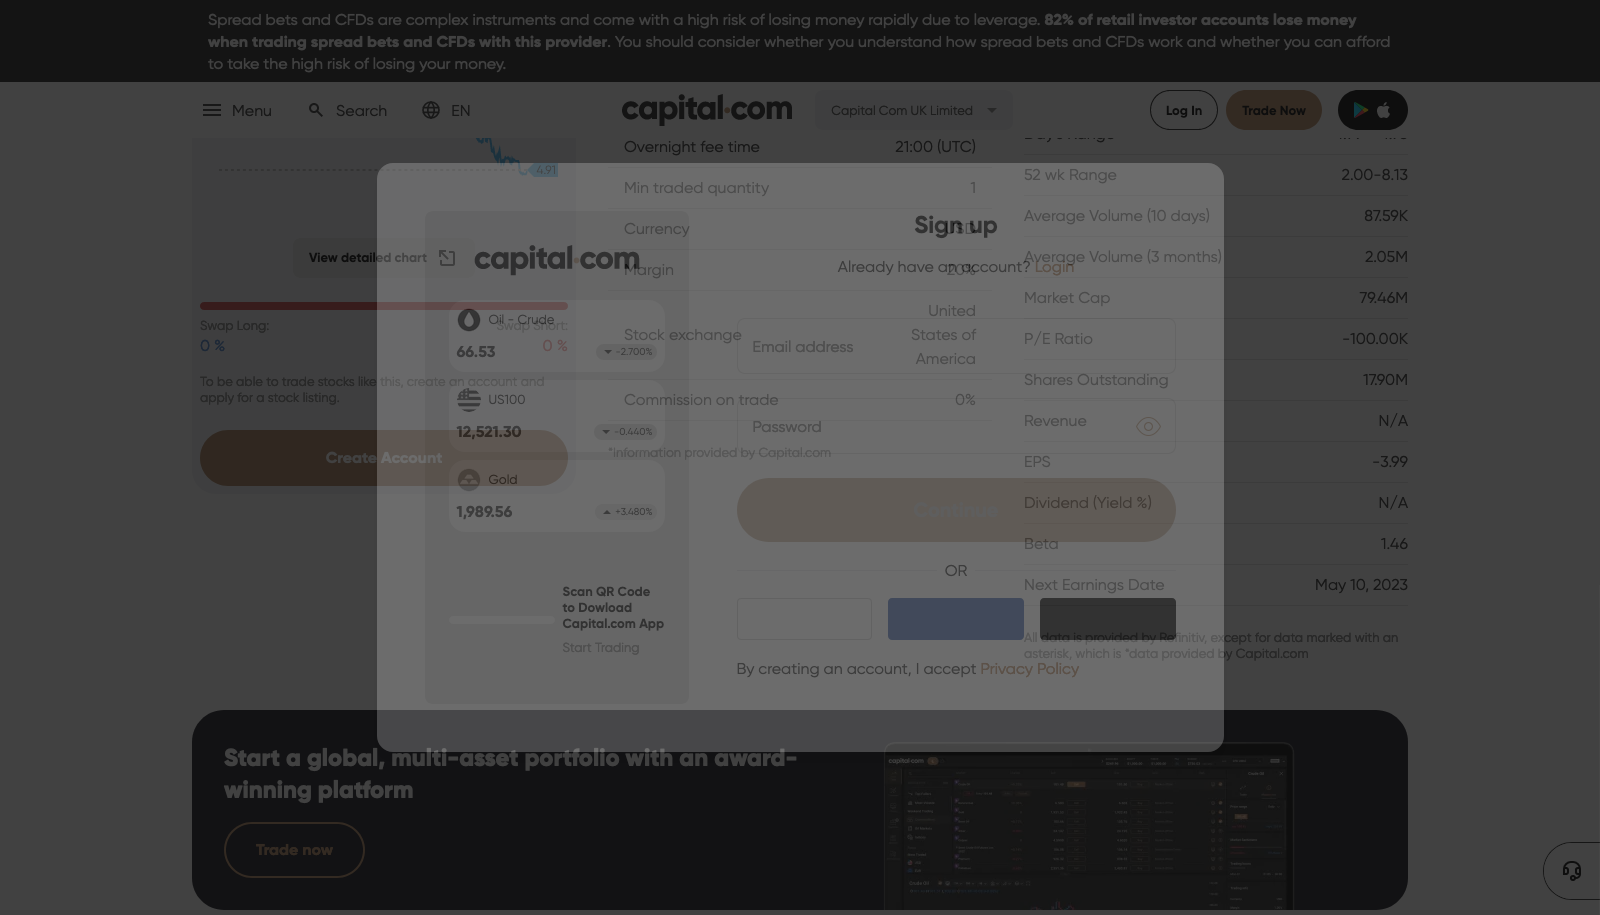 Spread bets and CFDs are complex instruments and come with a high risk of losing money rapidly due to leverage. 82% of retail investor accounts lose money
when trading spread bets and CFDs with this provider. You should consider whether you understand how spread bets and CFDs work and whether you can afford
to take the high risk of losing your money.
Menu
Search
EN
capital.com
Capital Com UK Limited
Log In
Trade Now
4.91
View detailed chart
Swap Long:
0 %
Swap Short:
0 %
To be able to trade stocks like this, create an account and
apply for a stock listing.
Create Account
Overnight fee time 21:00 (UTC)
Min traded quantity 1
Currency USD
Margin 20%
Stock exchange United
States of
America
Commission on trade 0%
*Information provided by Capital.com
52 wk Range 2.00-8.13
Average Volume (10 days) 87.59K
Average Volume (3 months) 2.05M
Market Cap 79.46M
P/E Ratio -100.00K
Shares Outstanding 17.90M
Revenue N/A
EPS -3.99
Dividend (Yield %) N/A
Beta 1.46
Next Earnings Date May 10, 2023
All data is provided by Refinitiv, except for data marked with an
asterisk, which is *data provided by Capital.com
capital.com
Oil - Crude
66.53 -2.700%
US100
12,521.30 -0.440%
Gold
1,989.56 +3.480%
Scan QR Code
to Dowload
Capital.com App
Start Trading
Sign up
Already have an account? Login
Email address
Password
Continue
OR
By creating an account, I accept Privacy Policy
Start a global, multi-asset portfolio with an award-
winning platform
Trade now
capital.com